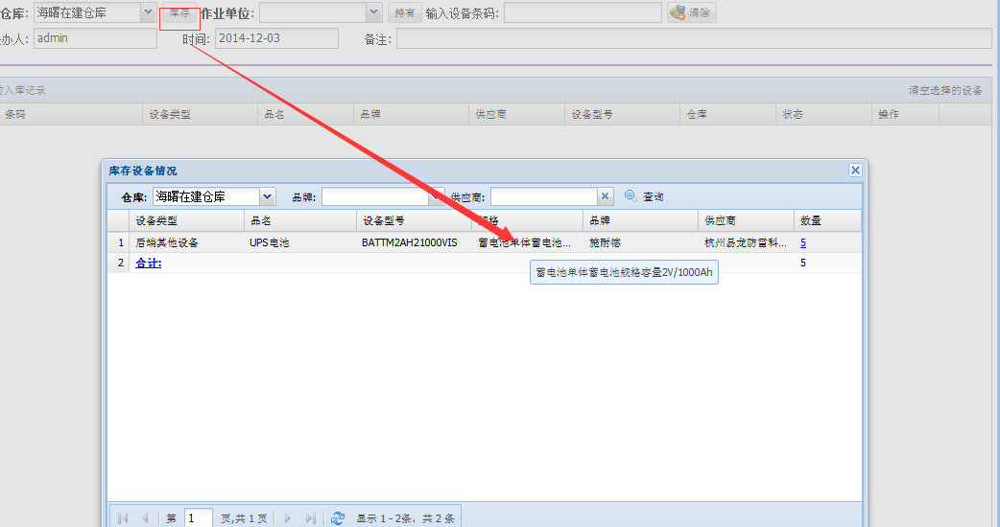 仓库: 海曙在建仓库 库存 作业单位: 持有 输入设备条码: 清除
办人: admin 时间: 2014-12-03 备注:
入库记录 清空选择的设备
条码 设备类型 品名 品牌 供应商 设备型号 仓库 状态 操作
库存设备情况
仓库: 海曙在建仓库 品牌: 供应商: 查询
设备类型 品名 设备型号 规格 品牌 供应商 数量
1 后端其他设备 UPS电池 BATTM2AH21000VIS 蓄电池单体蓄电池... 施耐德 杭州易龙防雷科... 5
2 合计: 5
蓄电池单体蓄电池规格容量2V/1000Ah
第 1 页,共 1 页 显示 1 - 2条，共 2 条